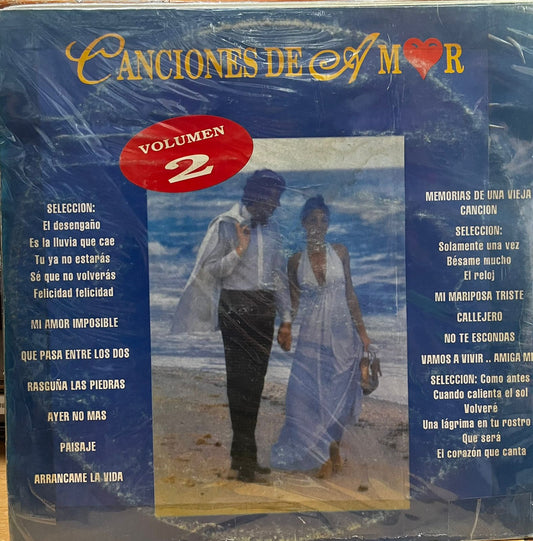 CANCIONES DE AMOR
VOLUMEN
2
SELECCION:
El desengaño
Es la lluvia que cae
Tu ya no estarás
Sé que no volverás
Felicidad felicidad
MI AMOR IMPOSIBLE
QUE PASA ENTRE LOS DOS
RASGUÑA LAS PIEDRAS
AYER NO MAS
PAISAJE
ARRANCAME LA VIDA
MEMORIAS DE UNA VIEJA
CANCION
SELECCION:
Solamente una vez
Bésame mucho
El reloj
MI MARIPOSA TRISTE
CALLEJERO
NO TE ESCONDAS
VAMOS A VIVIR .. AMIGA MI
SELECCION: Como antes
Cuando calienta el sol
Volveré
Una lágrima en tu rostro
Que será
El corazón que canta